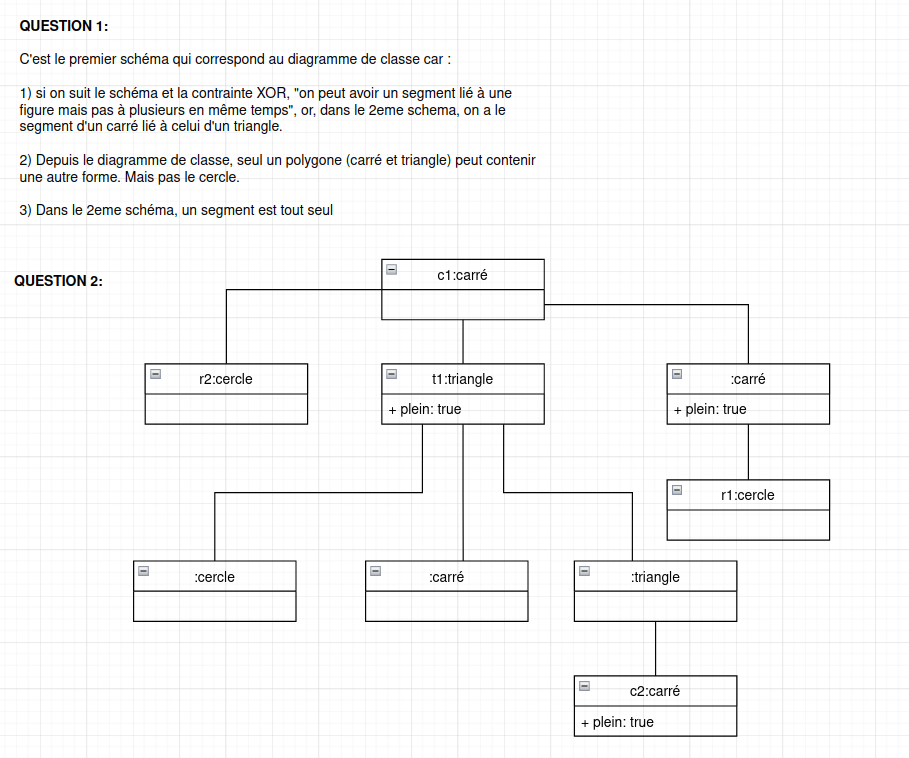 QUESTION 1:
C'est le premier schéma qui correspond au diagramme de classe car :
1) si on suit le schéma et la contrainte XOR, "on peut avoir un segment lié à une
figure mais pas à plusieurs en même temps", or, dans le 2eme schema, on a le
segment d'un carré lié à celui d'un triangle.
2) Depuis le diagramme de classe, seul un polygone (carré et triangle) peut contenir
une autre forme. Mais pas le cercle.
3) Dans le 2eme schéma, un segment est tout seul
QUESTION 2:
c1:carré
r2:cercle
t1:triangle
+ plein: true
:carré
+ plein: true
r1:cercle
:cercle
:carré
:triangle
c2:carré
+ plein: true